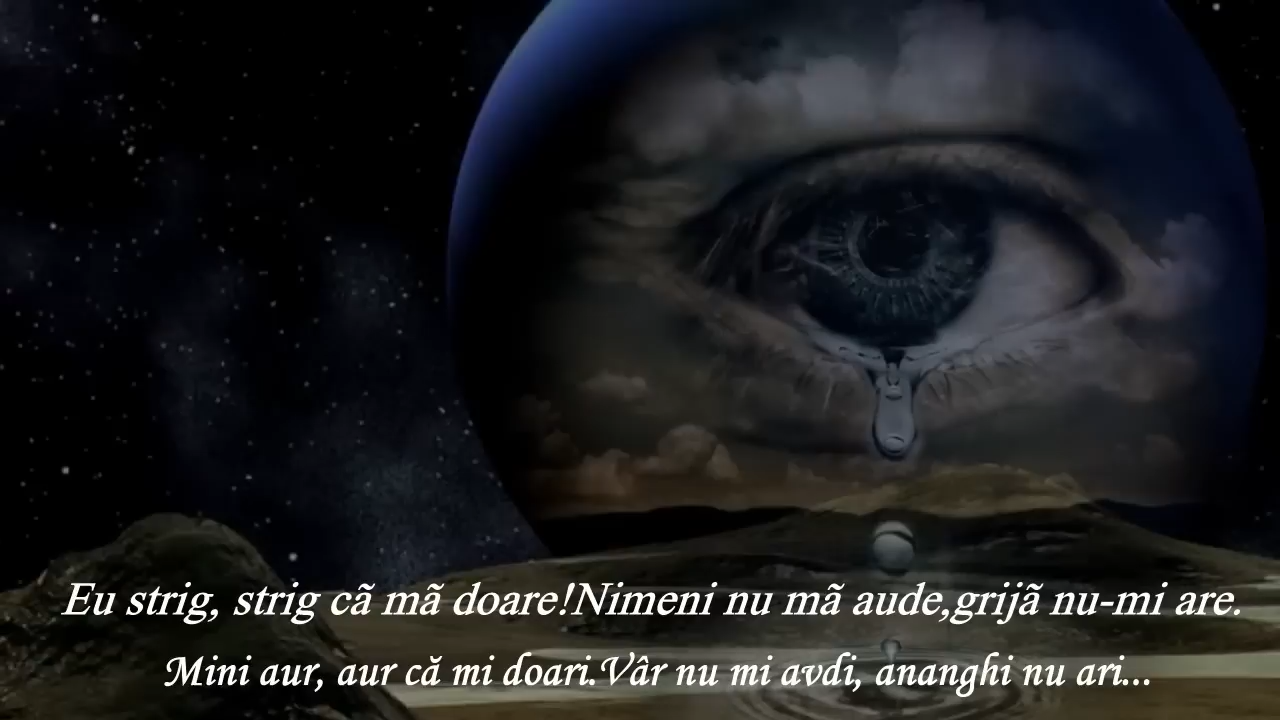 Eu strig, strig cã mã doare!Nimeni nu mã aude,grijã nu-mi are.
Mini aur, aur că mi doari.Vâr nu mi avdi, ananghi nu ari...